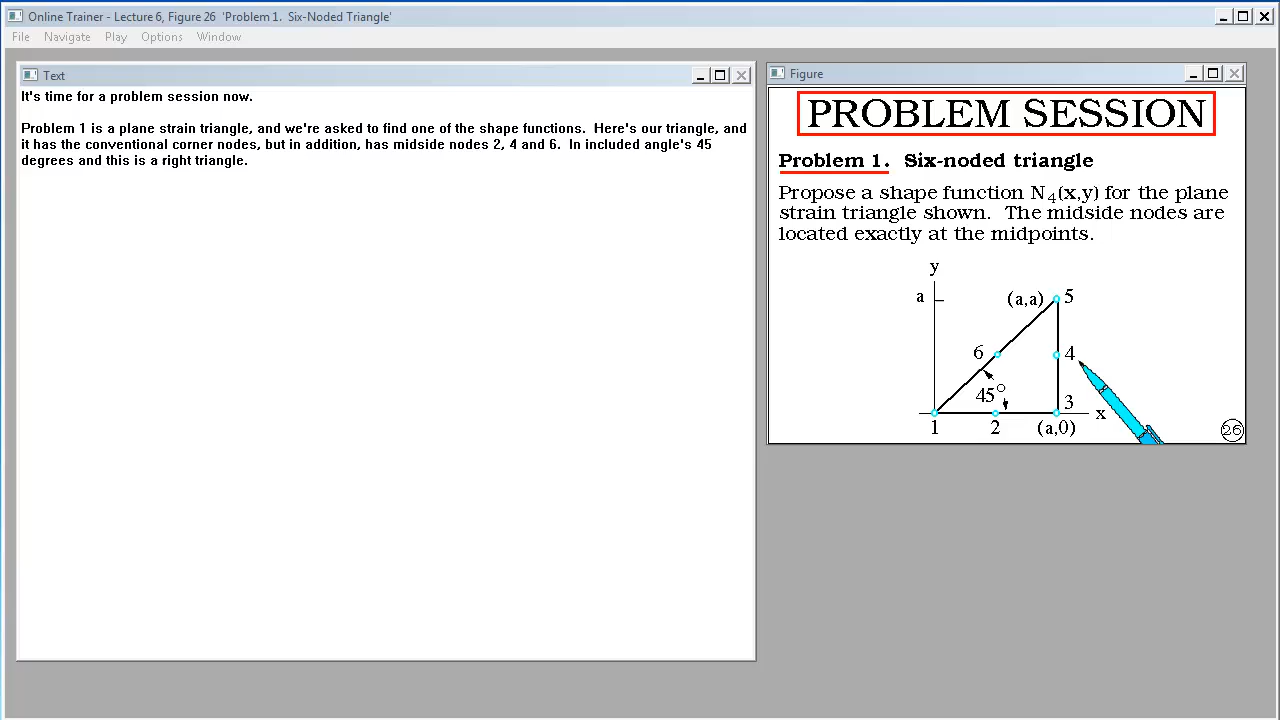 Online Trainer - Lecture 6, Figure 26 'Problem 1.  Six-Noded Triangle'
File Navigate Play Options Window
Text
It's time for a problem session now.
Problem 1 is a plane strain triangle, and we're asked to find one of the shape functions.  Here's our triangle, and
it has the conventional corner nodes, but in addition, has midside nodes 2, 4 and 6.  In included angle's 45
degrees and this is a right triangle.
Figure
PROBLEM SESSION
Problem 1.  Six-noded triangle
Propose a shape function N4(x,y) for the plane
strain triangle shown.  The midside nodes are
located exactly at the midpoints.
y
a (a,a) 5
6 4
45°
3
x
1 2 (a,0)
26